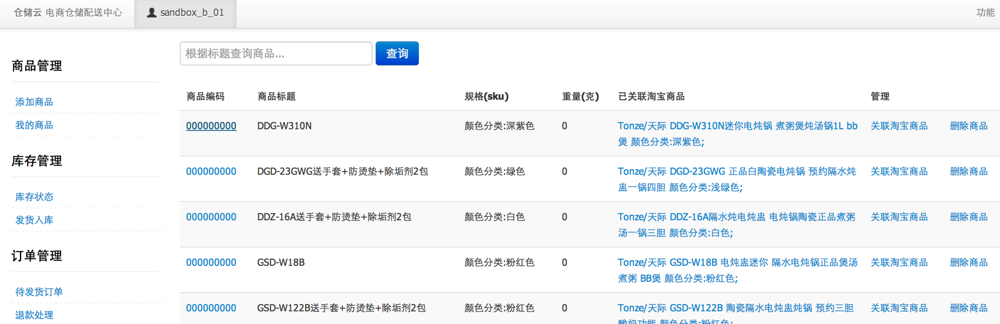 仓储云 电商仓储配送中心
sandbox_b_01
功能
根据标题查询商品...
查询
商品管理
添加商品
我的商品
库存管理
库存状态
发货入库
订单管理
待发货订单
退款处理
商品编码 商品标题 规格(sku) 重量(克) 已关联淘宝商品 管理
000000000 DDG-W310N 颜色分类:深紫色 0 Tonze/天际 DDG-W310N迷你电炖锅 煮粥煲炖汤锅1L bb 关联淘宝商品 删除商品
煲 颜色分类:深紫色;
000000000 DGD-23GWG送手套+防烫垫+除垢剂2包 颜色分类:绿色 0 Tonze/天际 DGD-23GWG 正品白陶瓷电炖锅 预约隔水炖 关联淘宝商品 删除商品
盅一锅四胆 颜色分类:浅绿色;
000000000 DDZ-16A送手套+防烫垫+除垢剂2包 颜色分类:白色 0 Tonze/天际 DDZ-16A隔水炖电炖盅 电炖锅陶瓷正品煮粥 关联淘宝商品 删除商品
汤一锅三胆 颜色分类:白色;
000000000 GSD-W18B 颜色分类:粉红色 0 Tonze/天际 GSD-W18B 电炖盅迷你 隔水电炖锅正品煲汤 关联淘宝商品 删除商品
煮粥 BB煲 颜色分类:粉红色;
000000000 GSD-W122B送手套+防烫垫+除垢剂2包 颜色分类:粉红色 0 Tonze/天际 GSD-W122B 陶瓷隔水电炖盅炖锅 预约三胆 关联淘宝商品 删除商品
酸奶功能 颜色分类:粉红色;